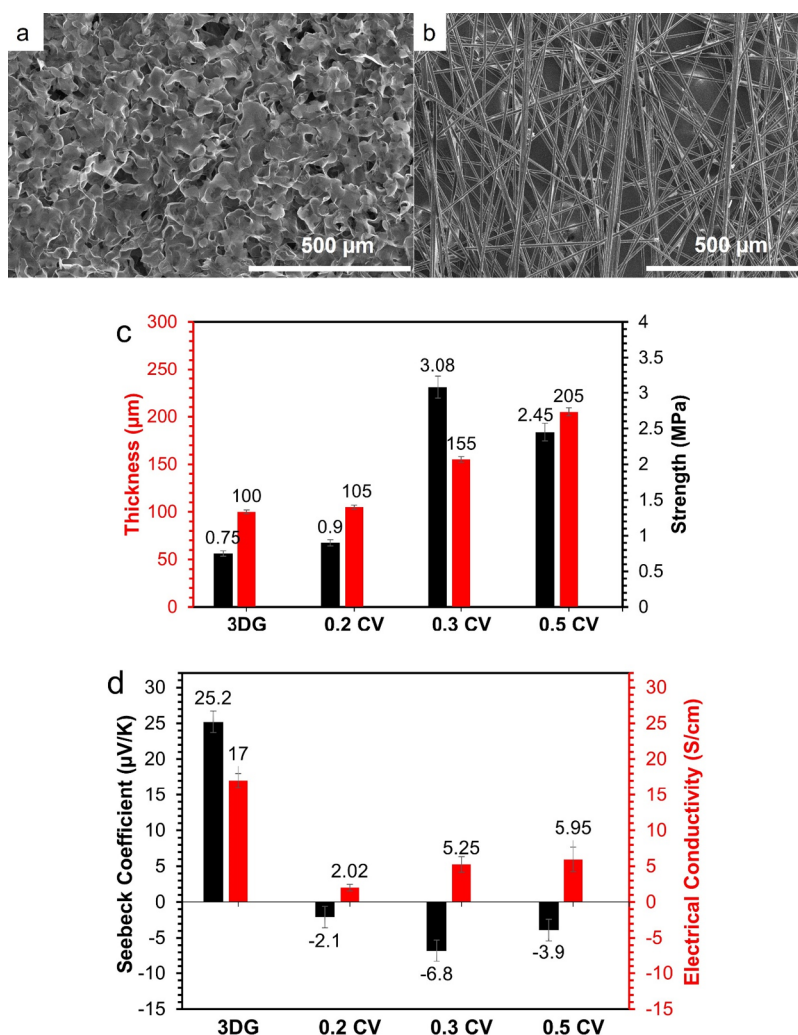 a
500 µm
b
500 µm
c
Thickness (µm)
300
250
200
150
100
50
0
0.75
100
0.9
105
3.08
155
2.45
205
4
3.5
3
2.5
2
1.5
1
0.5
0
Strength (MPa)
3DG
0.2 CV
0.3 CV
0.5 CV
d
Seebeck Coefficient (µV/K)
30
25
20
15
10
5
0
-5
-10
-15
25.2
17
-2.1
2.02
-6.8
5.25
-3.9
5.95
30
25
20
15
10
5
0
-5
-10
-15
Electrical Conductivity (S/cm)
3DG
0.2 CV
0.3 CV
0.5 CV